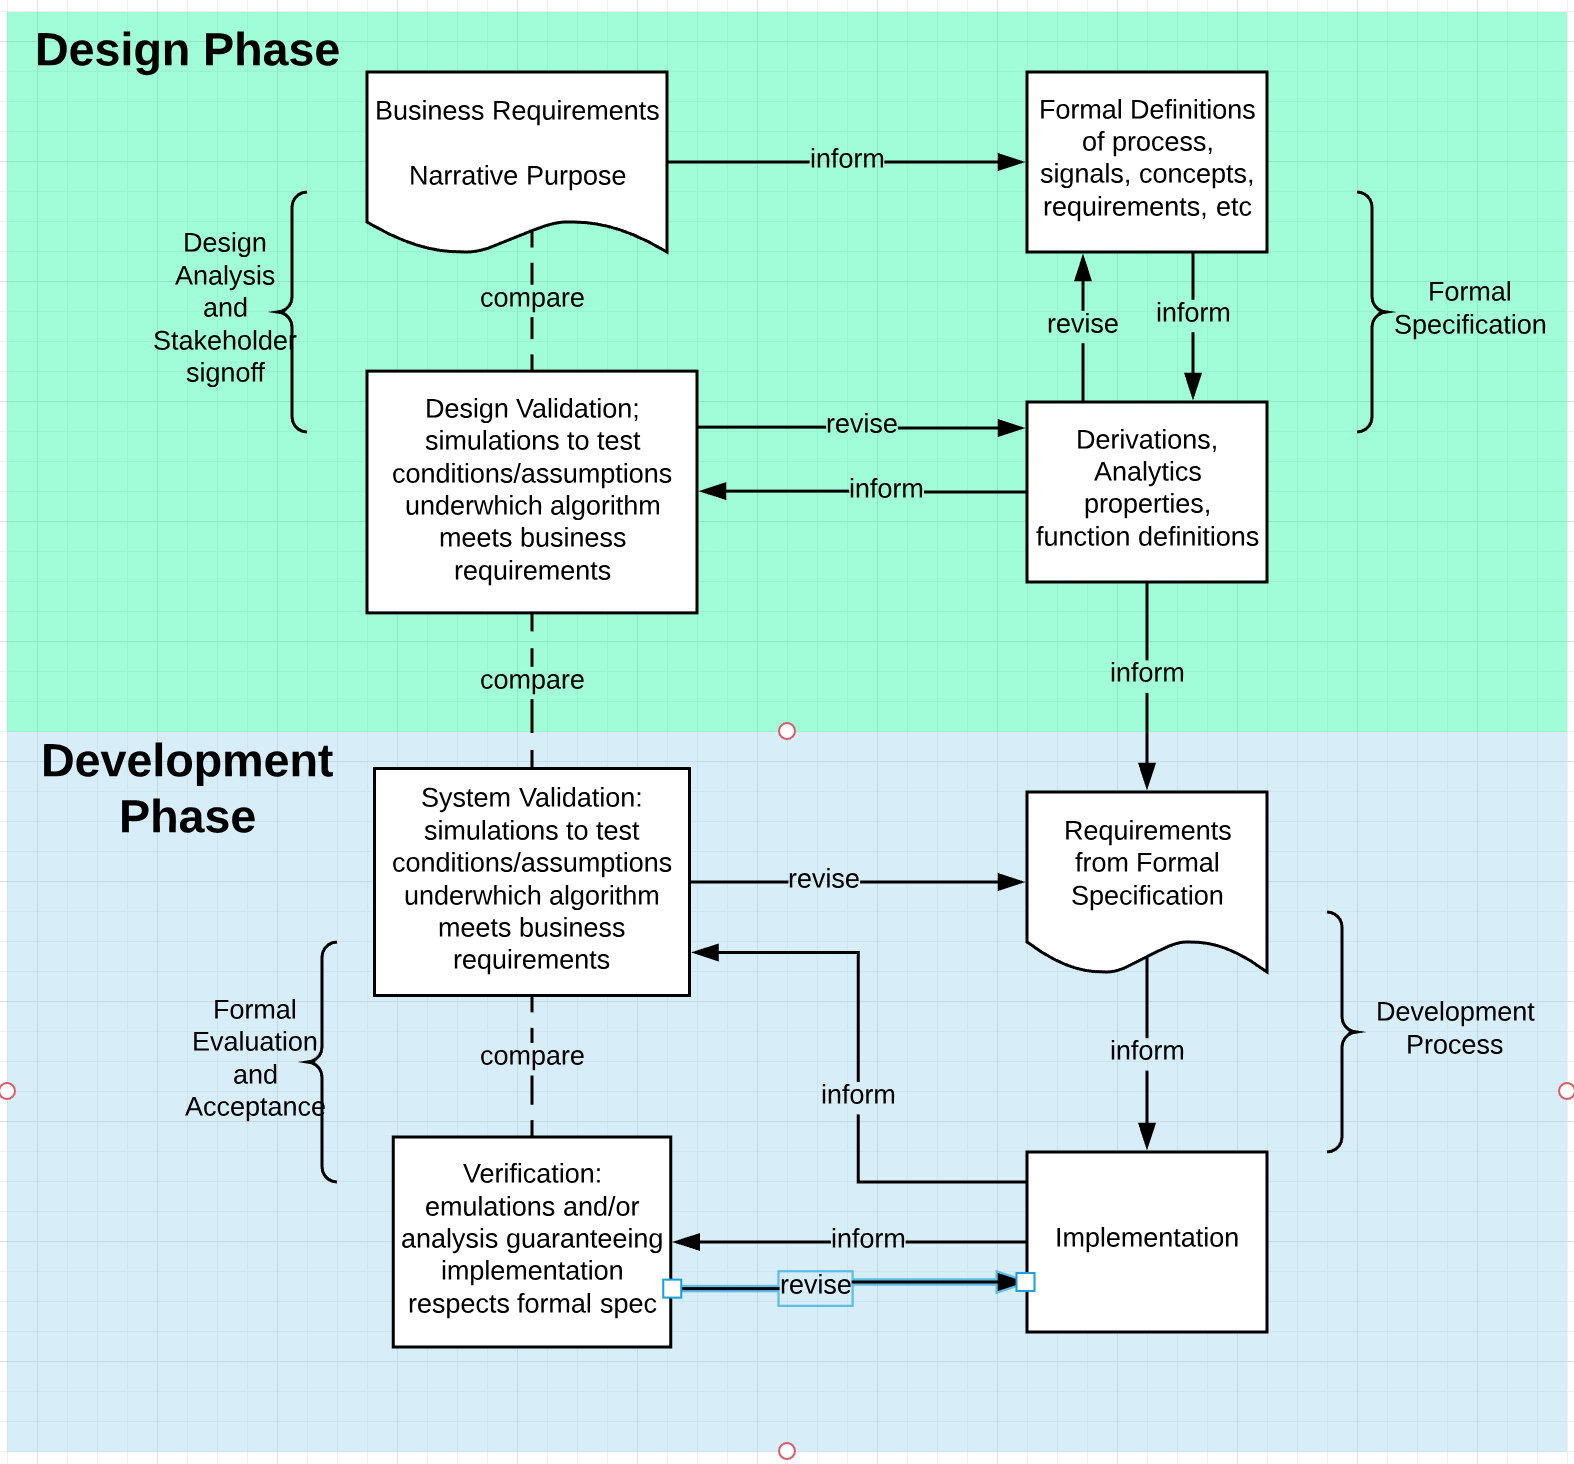 Design Phase
Business Requirements
Narrative Purpose
inform
Formal Definitions
of process,
signals, concepts,
requirements, etc
Design
Analysis
and
Stakeholder
signoff
compare
revise
inform
Formal
Specification
Design Validation;
simulations to test
conditions/assumptions
underwhich algorithm
meets business
requirements
revise
inform
Derivations,
Analytics
properties,
function definitions
compare
inform
Development
Phase
System Validation:
simulations to test
conditions/assumptions
underwhich algorithm
meets business
requirements
revise
Requirements
from Formal
Specification
Formal
Evaluation
and
Acceptance
compare
inform
inform
Development
Process
Verification:
emulations and/or
analysis guaranteeing
implementation
respects formal spec
inform
revise
Implementation